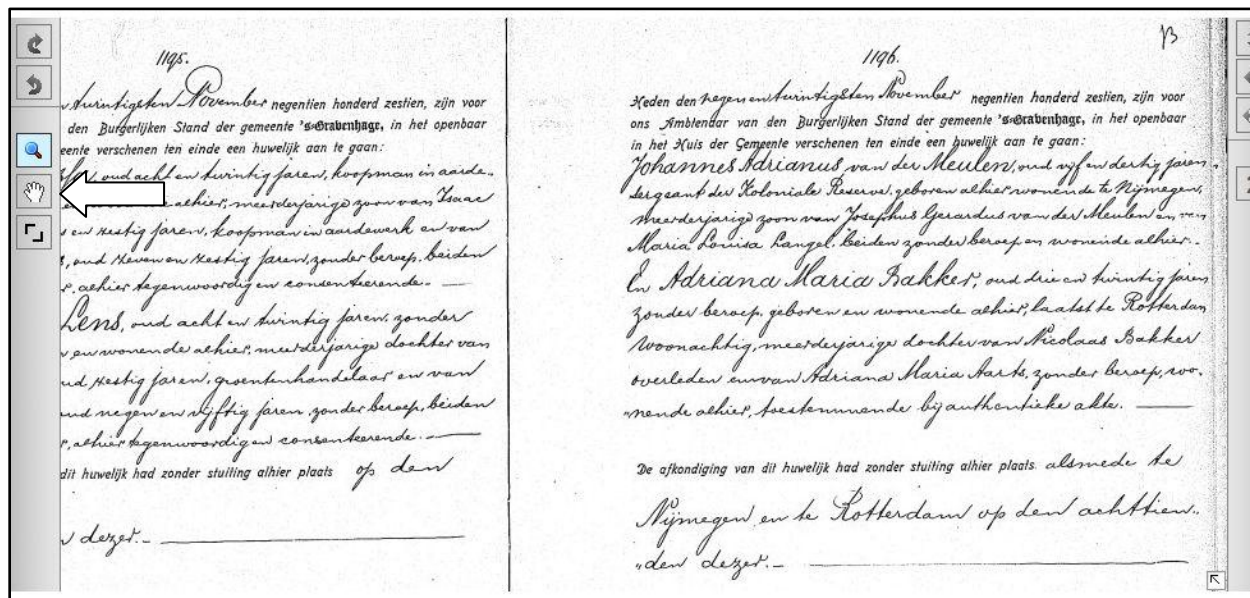 1195.
twintigsten November negentien honderd zestien, zijn voor
den Burgerlijken Stand der gemeente 's-Gravenhage, in het openbaar
eente verschenen ten einde een huwelijk aan te gaan:
oud acht en twintig jaren, koopman in aarde-
alhier, meerderjarige zoon van Isaac
en zestig jaren, koopman in aardewerk en van
oud zeven en zestig jaren, zonder beroep, beiden
alhier tegenwoordig en consenteerende. —
Lens, oud acht en twintig jaren, zonder
en wonende alhier, meerderjarige dochter van
ud zestig jaren, groentenhandelaar en van
oud negen en vijftig jaren, zonder beroep, beiden
alhier tegenwoordig en consenteerende. —
dit huwelijk had zonder stuiting alhier plaats op den
dezer. —
1196.
Heden den negen en twintigsten November negentien honderd zestien, zijn voor
ons Ambtenaar van den Burgerlijken Stand der gemeente 's-Gravenhage, in het openbaar
in het Huis der Gemeente verschenen ten einde een huwelijk aan te gaan:
Johannes Adrianus van der Meulen, oud vijf en dertig jaren,
sergeant der Koloniale Reserve, geboren alhier wonende te Nijmegen,
meerderjarige zoon van Josephus Gerardus van der Meulen en van
Maria Louisa Langel, beiden zonder beroep en wonende alhier.
En Adriana Maria Bakker, oud drie en twintig jaren
zonder beroep, geboren en wonende alhier, laatst te Rotterdam
woonachtig, meerderjarige dochter van Nicolaas Bakker
overleden en van Adriana Maria Aarts, zonder beroep, wo-
nende alhier, toestemmende bij authentieke akte. —
De afkondiging van dit huwelijk had zonder stuiting alhier plaats alsmede te
Nijmegen en te Rotterdam op den achttien-
den dezer. —